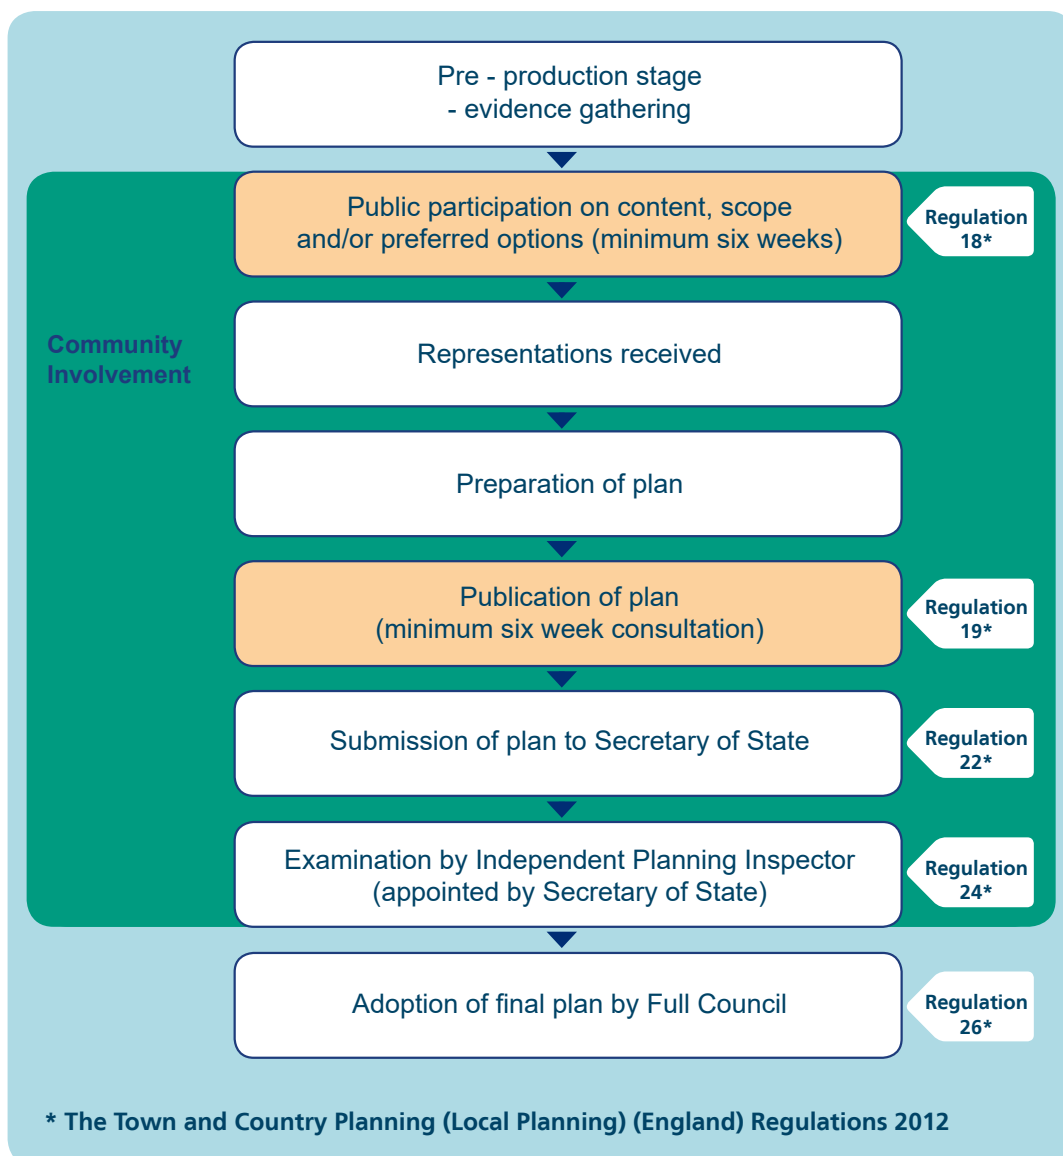 Pre - production stage
- evidence gathering
Public participation on content, scope
and/or preferred options (minimum six weeks)
Regulation
18*
Community
Involvement
Representations received
Preparation of plan
Publication of plan
(minimum six week consultation)
Regulation
19*
Submission of plan to Secretary of State
Regulation
22*
Examination by Independent Planning Inspector
(appointed by Secretary of State)
Regulation
24*
Adoption of final plan by Full Council
Regulation
26*
* The Town and Country Planning (Local Planning) (England) Regulations 2012